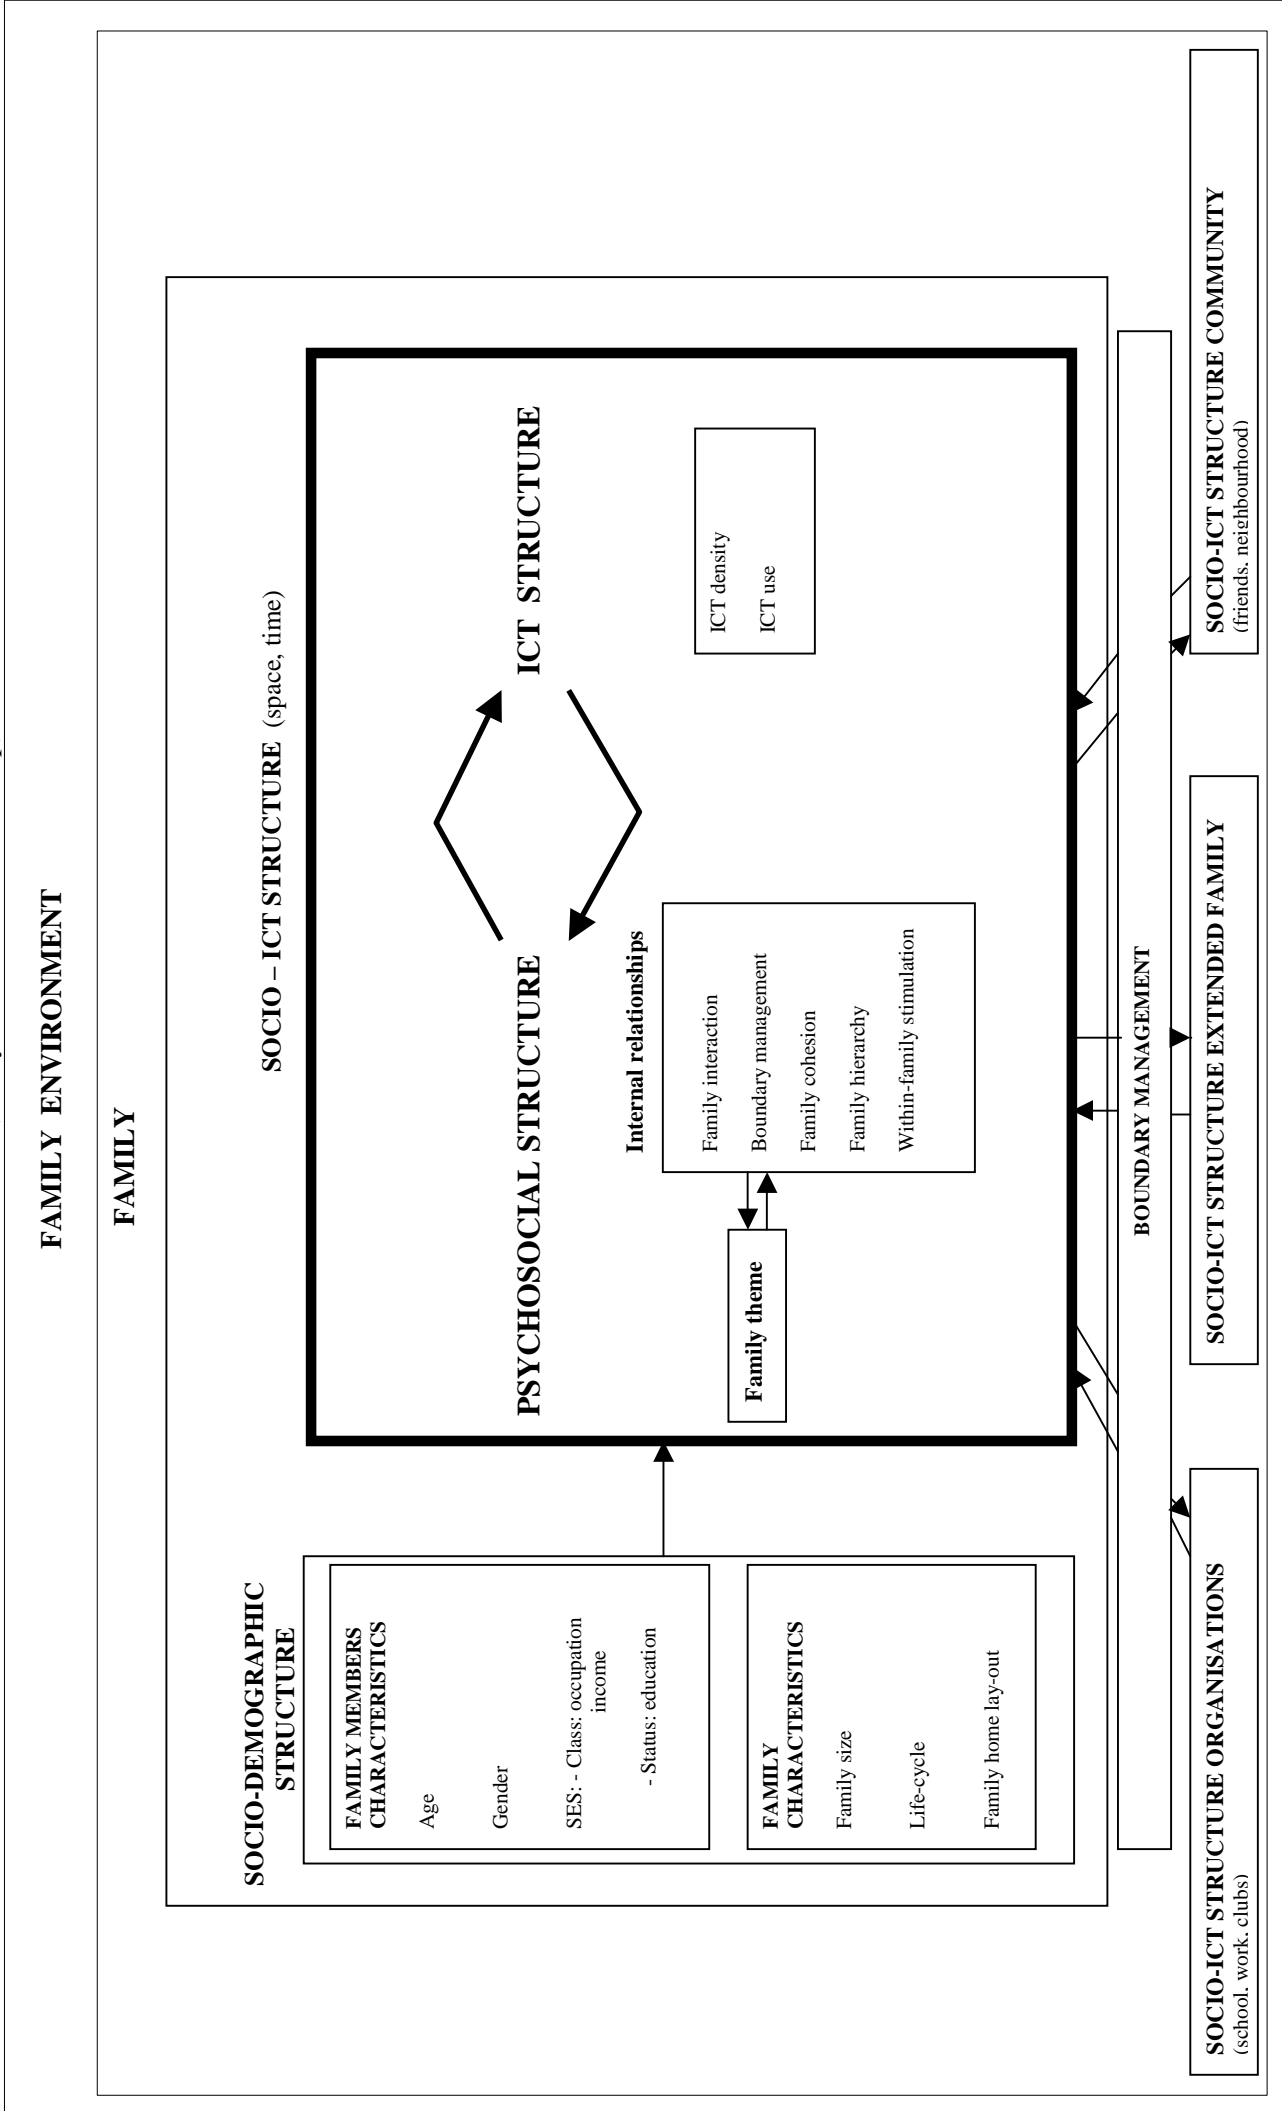 FAMILY ENVIRONMENT
FAMILY
SOCIO-DEMOGRAPHIC
STRUCTURE
FAMILY MEMBERS
CHARACTERISTICS
Age
Gender
SES: - Class: occupation
income
- Status: education
FAMILY
CHARACTERISTICS
Family size
Life-cycle
Family home lay-out
SOCIO – ICT STRUCTURE (space, time)
PSYCHOSOCIAL STRUCTURE
ICT STRUCTURE
Family theme
Internal relationships
Family interaction
Boundary management
Family cohesion
Family hierarchy
Within-family stimulation
ICT density
ICT use
BOUNDARY MANAGEMENT
SOCIO-ICT STRUCTURE ORGANISATIONS
(school, work, clubs)
SOCIO-ICT STRUCTURE EXTENDED FAMILY
SOCIO-ICT STRUCTURE COMMUNITY
(friends, neighbourhood)